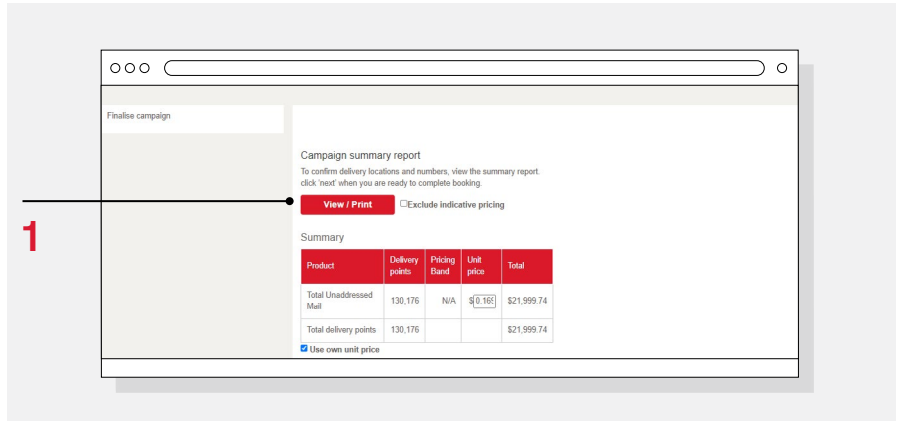 Finalise campaign
Campaign summary report
To confirm delivery locations and numbers, view the summary report.
click 'next' when you are ready to complete booking.
1
View / Print Exclude indicative pricing
Summary
Product Delivery points Pricing Band Unit price Total
Total Unaddressed Mail 130,176 N/A $ 0.169 $21,999.74
Total delivery points 130,176 $21,999.74
Use own unit price